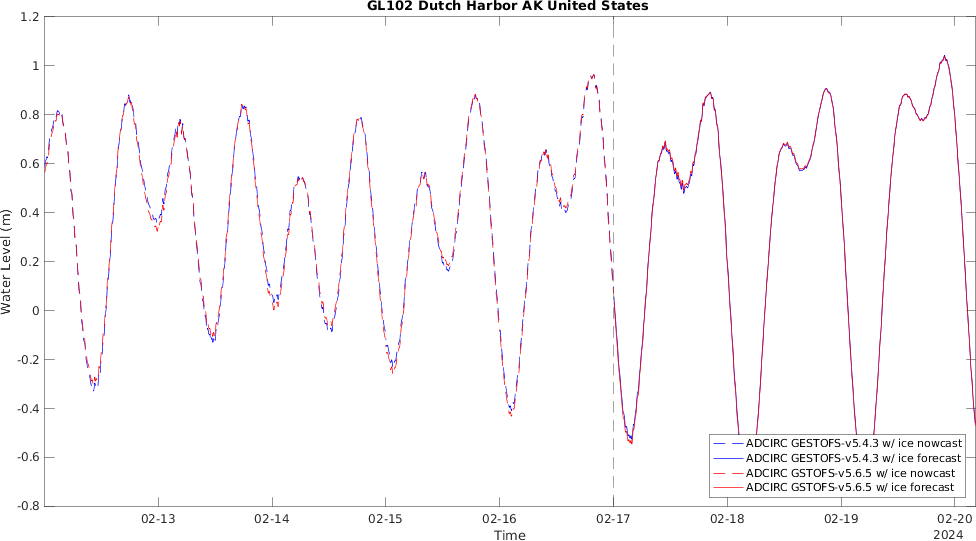 GL102 Dutch Harbor AK United States
1.2
1
0.8
0.6
0.4
0.2
0
-0.2
-0.4
-0.6
-0.8
Water Level (m)
ADCIRC GESTOFS-v5.4.3 w/ ice nowcast
ADCIRC GESTOFS-v5.4.3 w/ ice forecast
ADCIRC GSTOFS-v5.6.5 w/ ice nowcast
ADCIRC GSTOFS-v5.6.5 w/ ice forecast
02-13 02-14 02-15 02-16 02-17 02-18 02-19 02-20
Time 2024